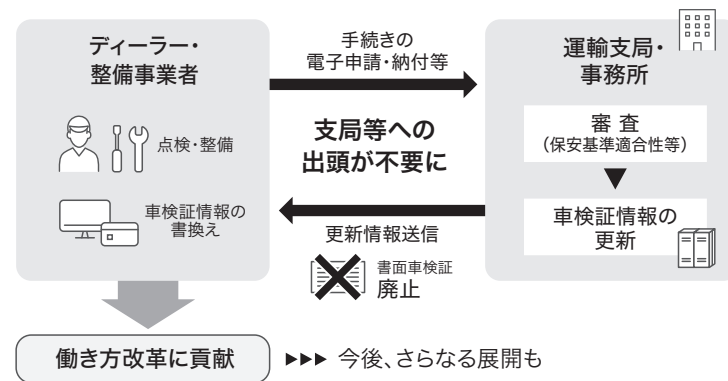 ディーラー・
整備事業者
点検・整備
車検証情報の
書換え
手続きの
電子申請・納付等
支局等への
出頭が不要に
更新情報送信
書面車検証
廃止
運輸支局・
事務所
審 査
（保安基準適合性等）
車検証情報の
更新
働き方改革に貢献
▶▶▶ 今後、さらなる展開も